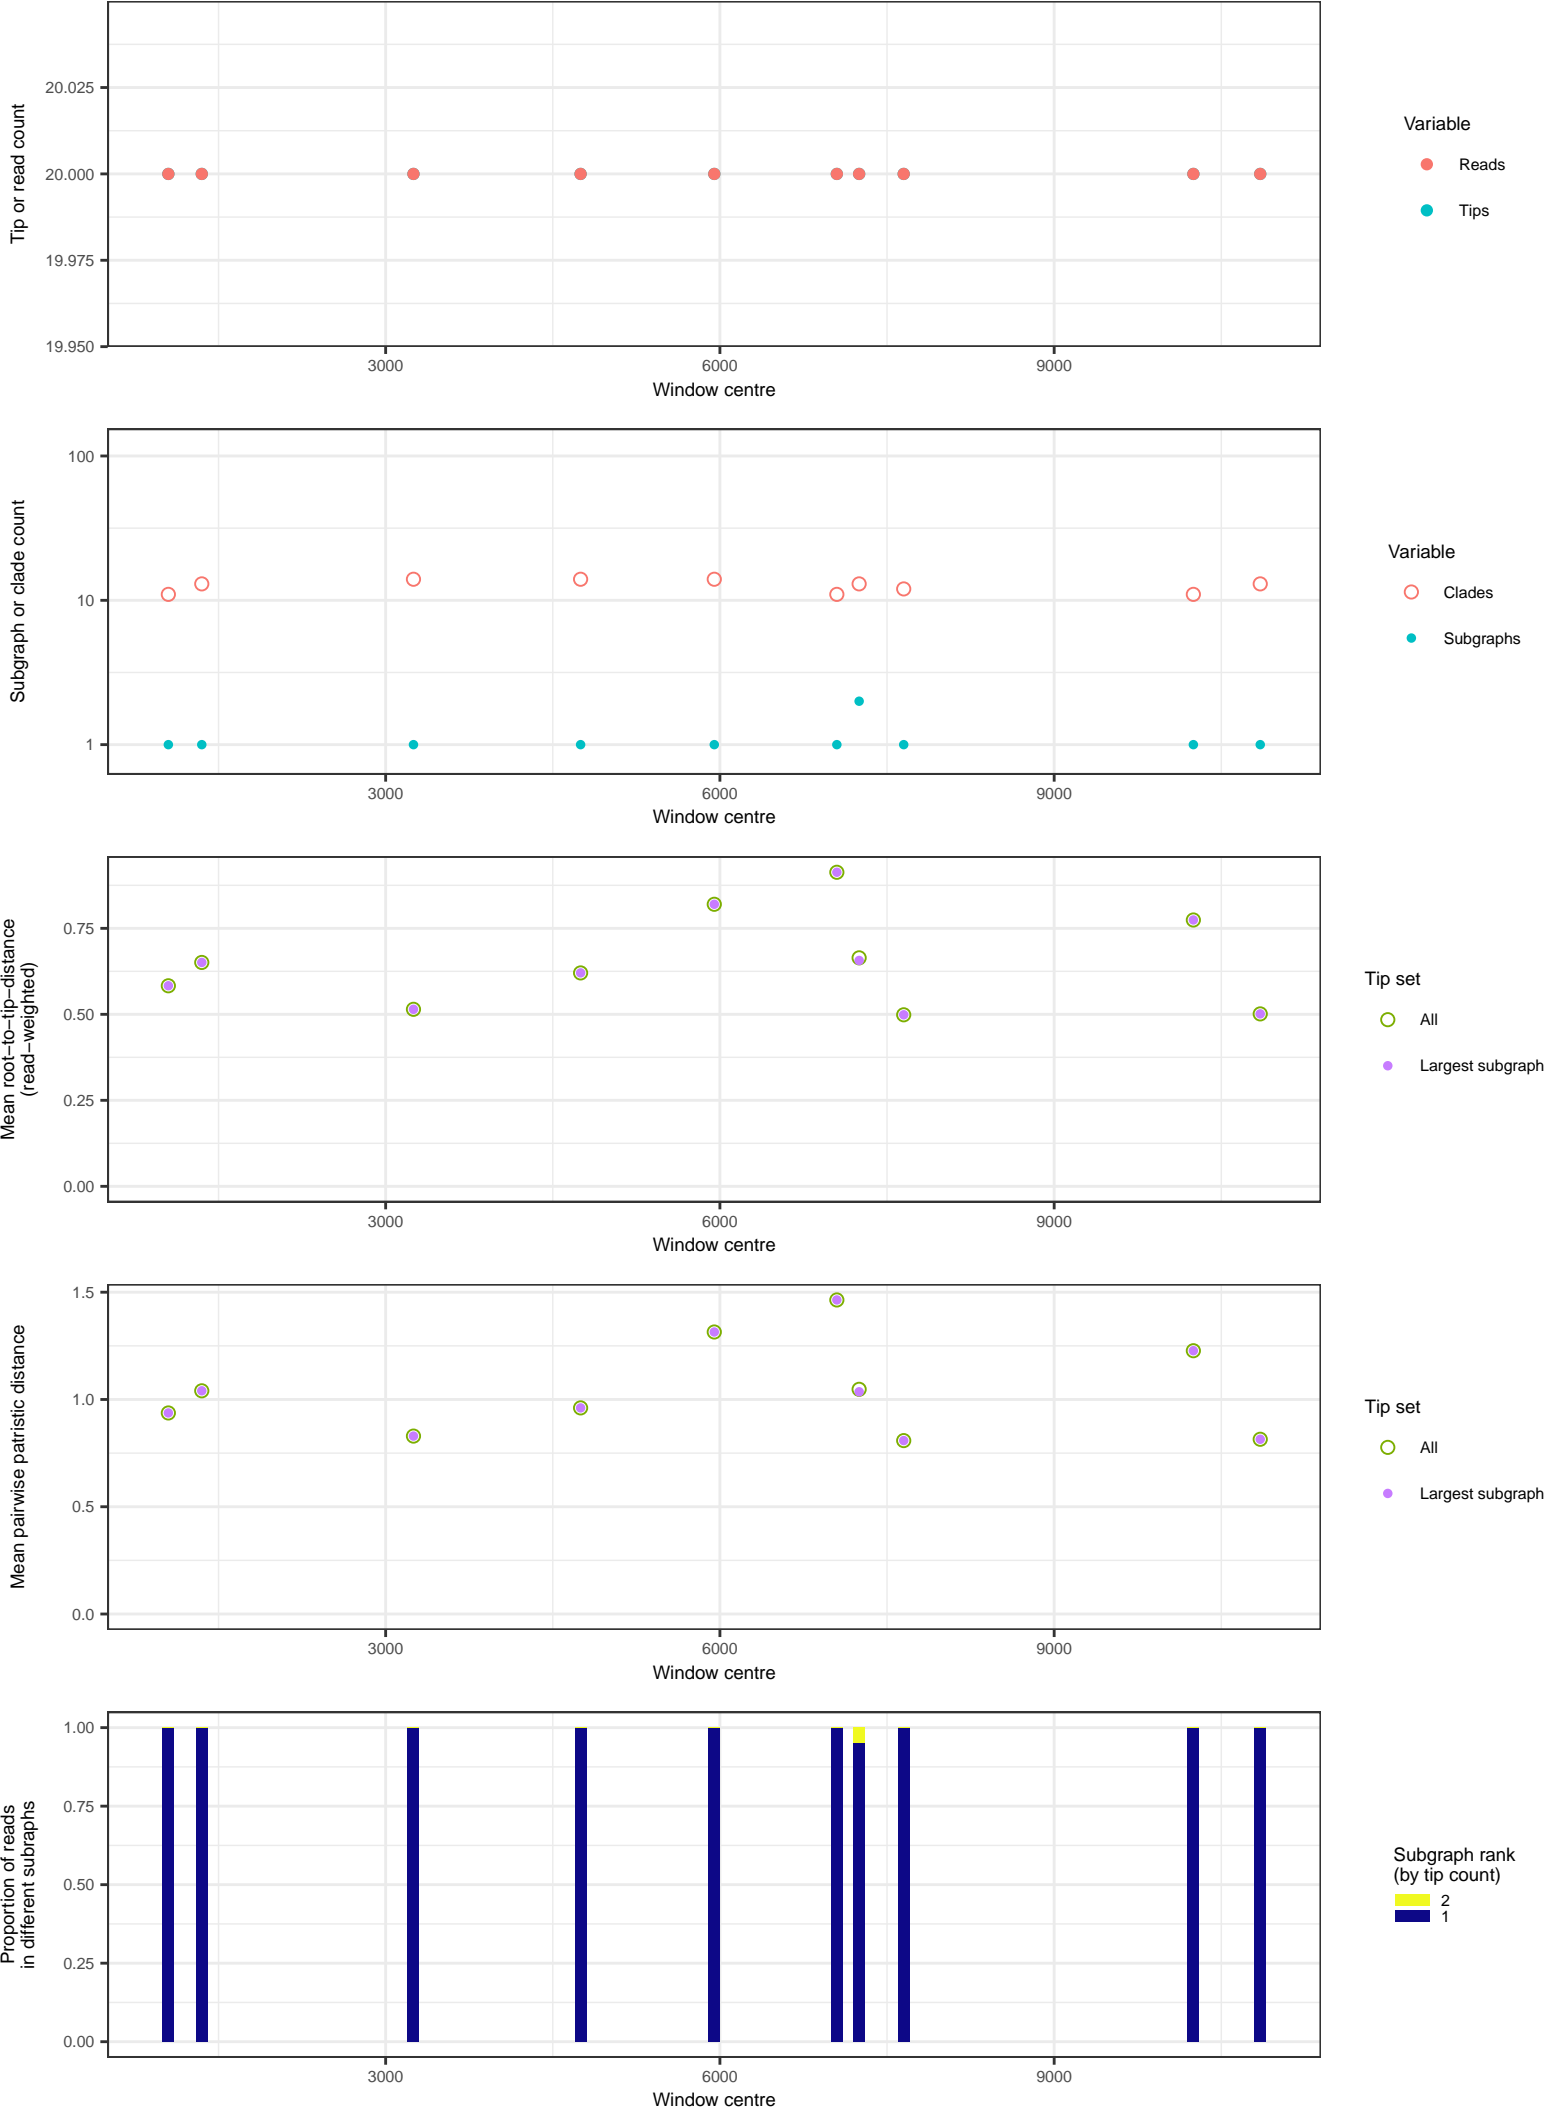 Tip or read count
20.025
20.000
19.975
19.950
3000 6000 9000
Window centre
Variable
Reads
Tips
Subgraph or clade count
100
10
1
3000 6000 9000
Window centre
Variable
Clades
Subgraphs
Mean root−to−tip−distance
(read−weighted)
0.75
0.50
0.25
0.00
3000 6000 9000
Window centre
Tip set
All
Largest subgraph
Mean pairwise patristic distance
1.5
1.0
0.5
0.0
3000 6000 9000
Window centre
Tip set
All
Largest subgraph
Proportion of reads
in different subraphs
1.00
0.75
0.50
0.25
0.00
3000 6000 9000
Window centre
Subgraph rank
(by tip count)
2
1